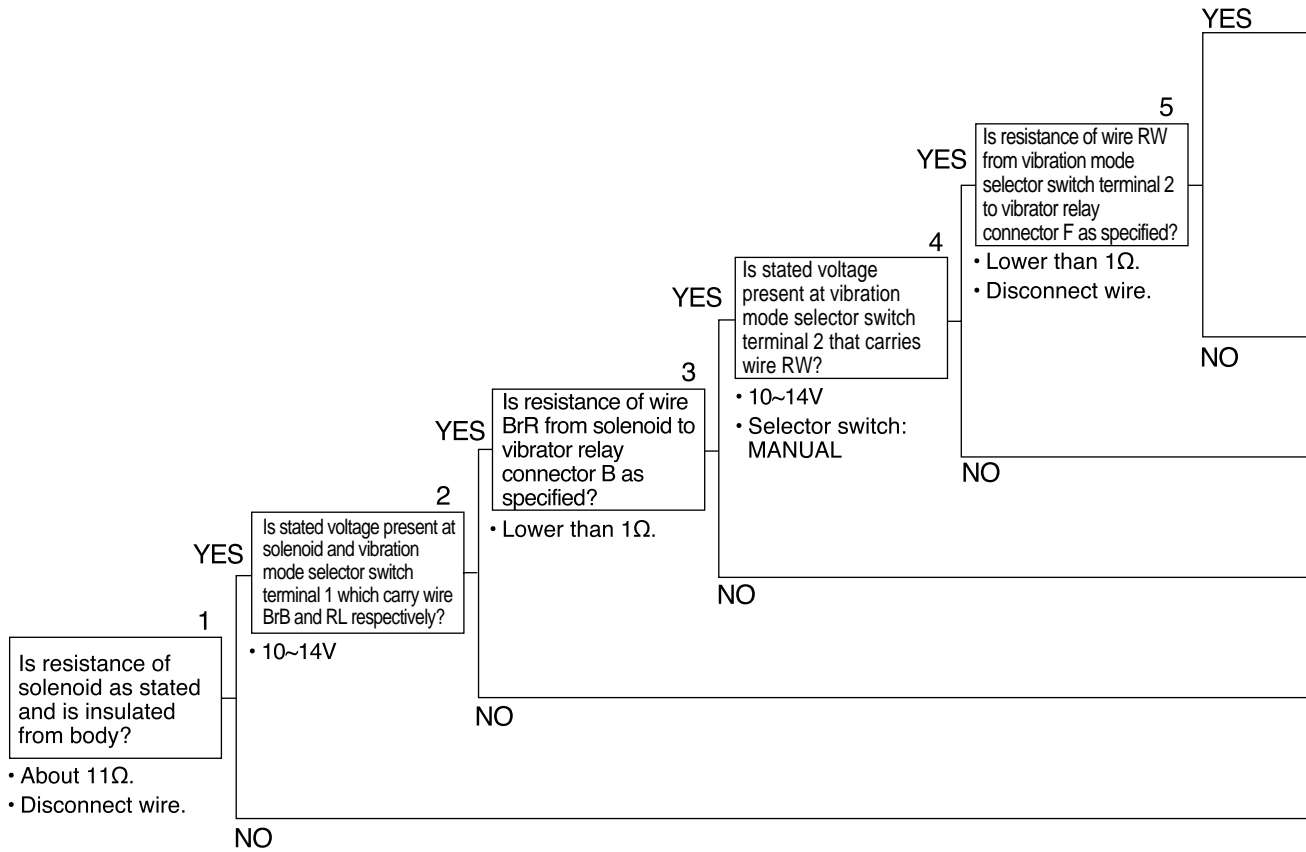 YES
5
Is resistance of wire RW
from vibration mode
selector switch terminal 2
to vibrator relay
connector F as specified?
• Lower than 1Ω.
• Disconnect wire.
NO
YES
4
Is stated voltage
present at vibration
mode selector switch
terminal 2 that carries
wire RW?
• 10~14V
• Selector switch:
MANUAL
NO
YES
3
Is resistance of wire
BrR from solenoid to
vibrator relay
connector B as
specified?
• Lower than 1Ω.
NO
YES
2
Is stated voltage present at
solenoid and vibration
mode selector switch
terminal 1 which carry wire
BrB and RL respectively?
• 10~14V
NO
YES
1
Is resistance of
solenoid as stated
and is insulated
from body?
• About 11Ω.
• Disconnect wire.
NO